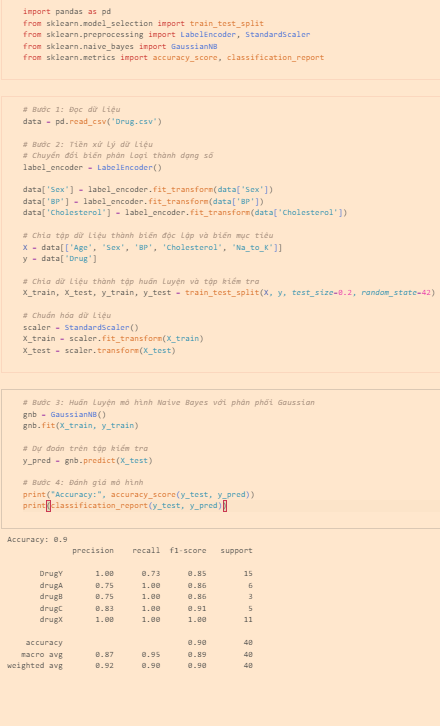 import pandas as pd
from sklearn.model_selection import train_test_split
from sklearn.preprocessing import LabelEncoder, StandardScaler
from sklearn.naive_bayes import GaussianNB
from sklearn.metrics import accuracy_score, classification_report
# Bước 1: Đọc dữ liệu
data = pd.read_csv('Drug.csv')
# Bước 2: Tiền xử lý dữ liệu
# Chuyển đổi biến phân loại thành dạng số
label_encoder = LabelEncoder()
data['Sex'] = label_encoder.fit_transform(data['Sex'])
data['BP'] = label_encoder.fit_transform(data['BP'])
data['Cholesterol'] = label_encoder.fit_transform(data['Cholesterol'])
# Chia tập dữ liệu thành biến độc lập và biến mục tiêu
X = data[['Age', 'Sex', 'BP', 'Cholesterol', 'Na_to_K']]
y = data['Drug']
# Chia dữ liệu thành tập huấn luyện và tập kiểm tra
X_train, X_test, y_train, y_test = train_test_split(X, y, test_size=0.2, random_state=42)
# Chuẩn hóa dữ liệu
scaler = StandardScaler()
X_train = scaler.fit_transform(X_train)
X_test = scaler.transform(X_test)
# Bước 3: Huấn luyện mô hình Naive Bayes với phân phối Gaussian
gnb = GaussianNB()
gnb.fit(X_train, y_train)
# Dự đoán trên tập kiểm tra
y_pred = gnb.predict(X_test)
# Bước 4: Đánh giá mô hình
print("Accuracy:", accuracy_score(y_test, y_pred))
print(classification_report(y_test, y_pred))
Accuracy: 0.9
precision recall f1-score support
DrugY 1.00 0.73 0.85 15
drugA 0.75 1.00 0.86 6
drugB 0.75 1.00 0.86 3
drugC 0.83 1.00 0.91 5
drugX 1.00 1.00 1.00 11
accuracy 0.90 40
macro avg 0.87 0.95 0.89 40
weighted avg 0.92 0.90 0.90 40